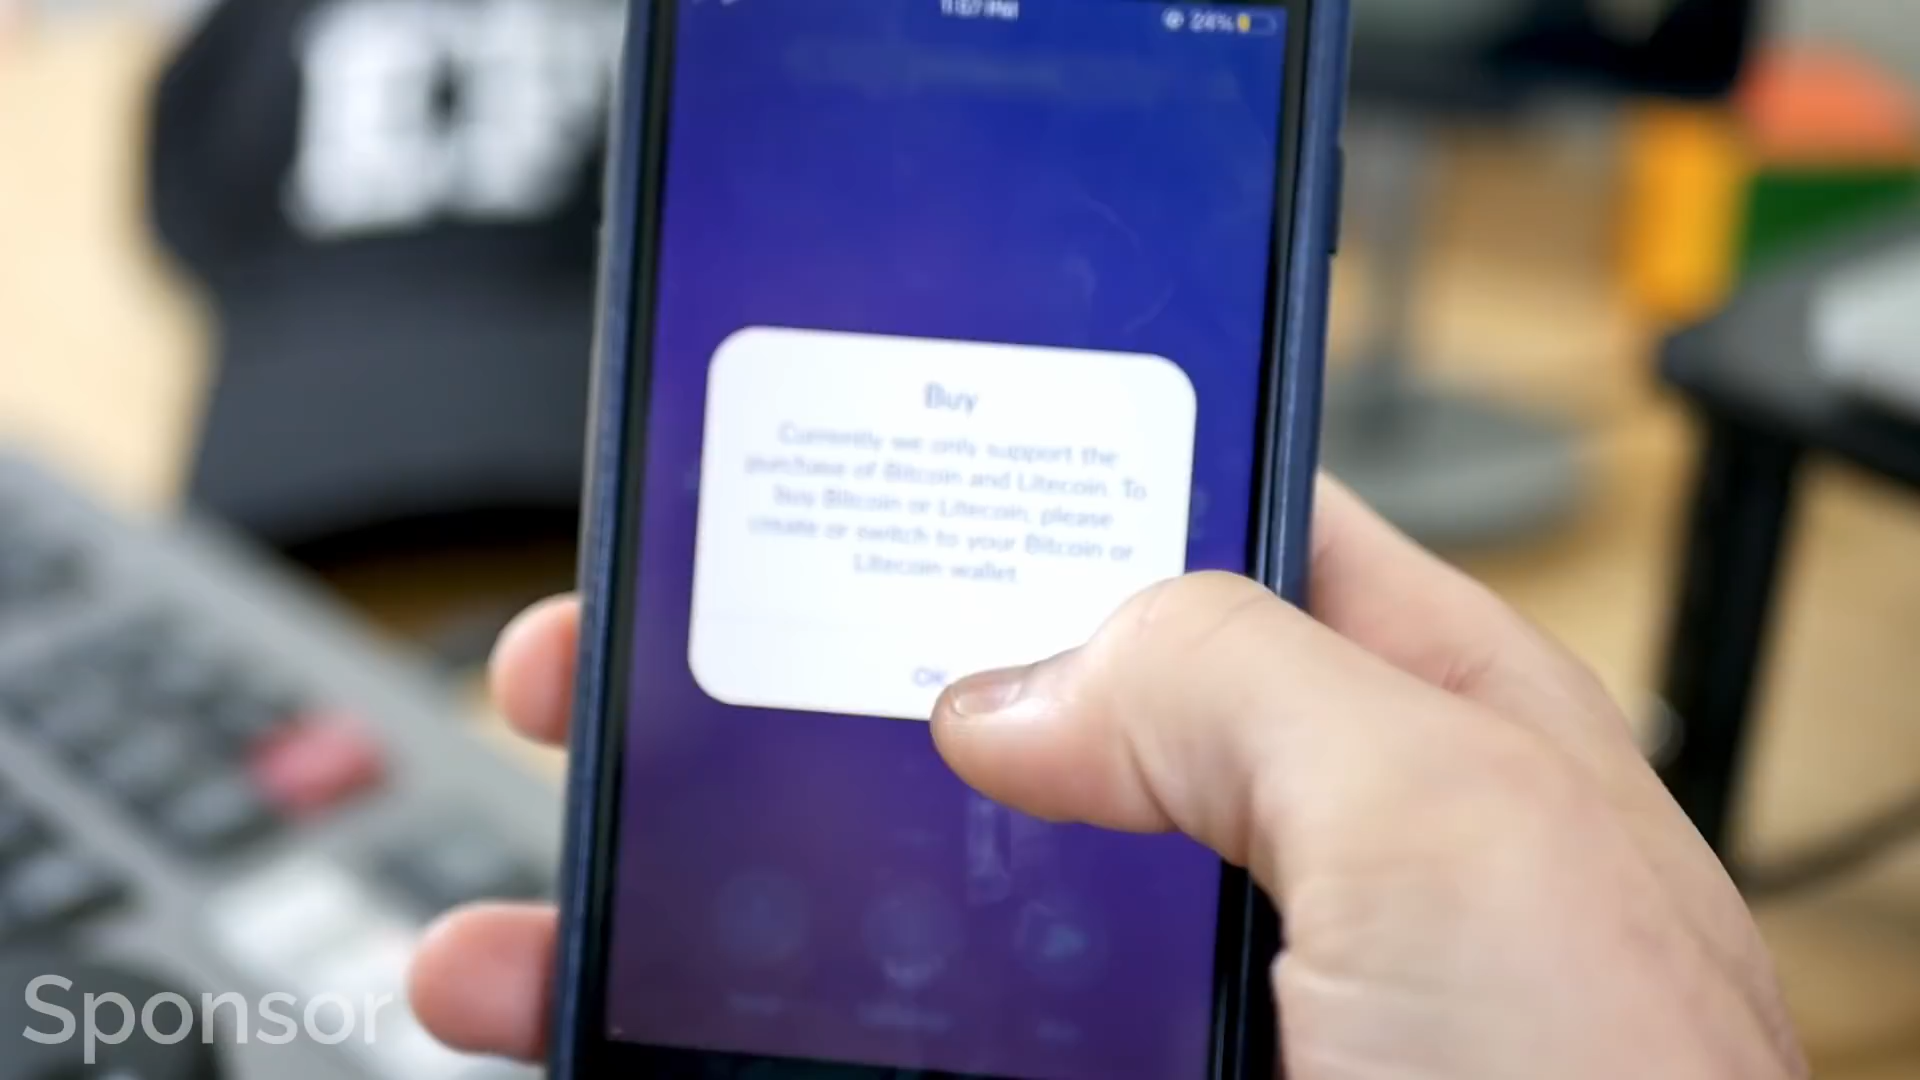 24%
Buy
Currently we only support the
purchase of Bitcoin and Litecoin. To
buy Bitcoin or Litecoin, please
create or switch to your Bitcoin or
Litecoin wallet
OK
Sponsor